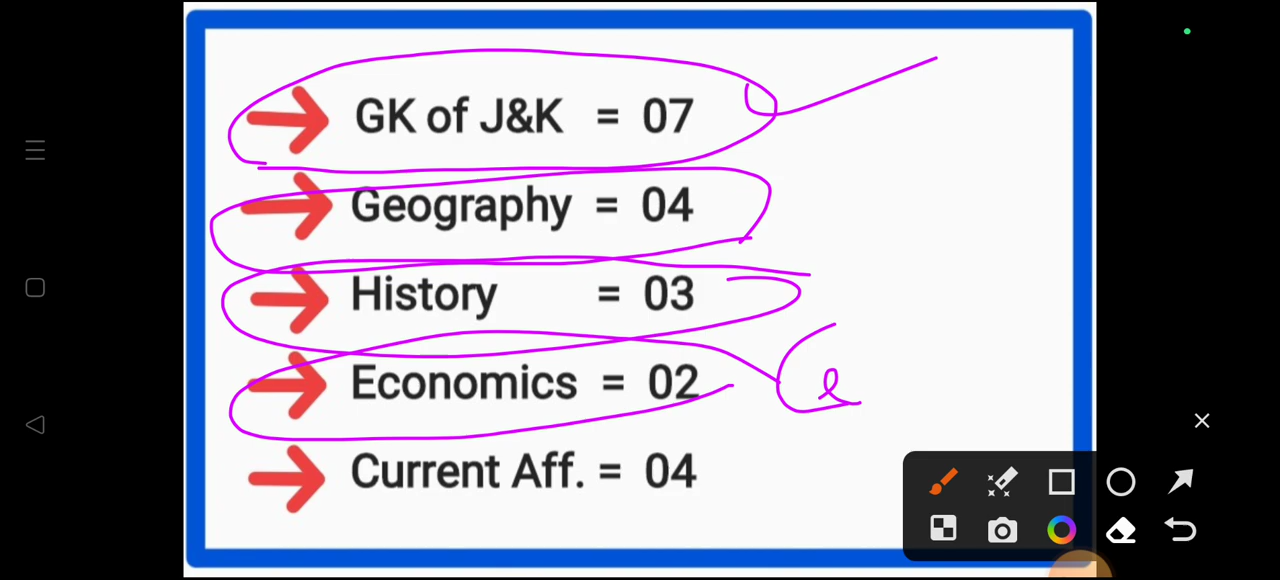 GK of J&K = 07
Geography = 04
History = 03
Economics = 02
Current Aff. = 04